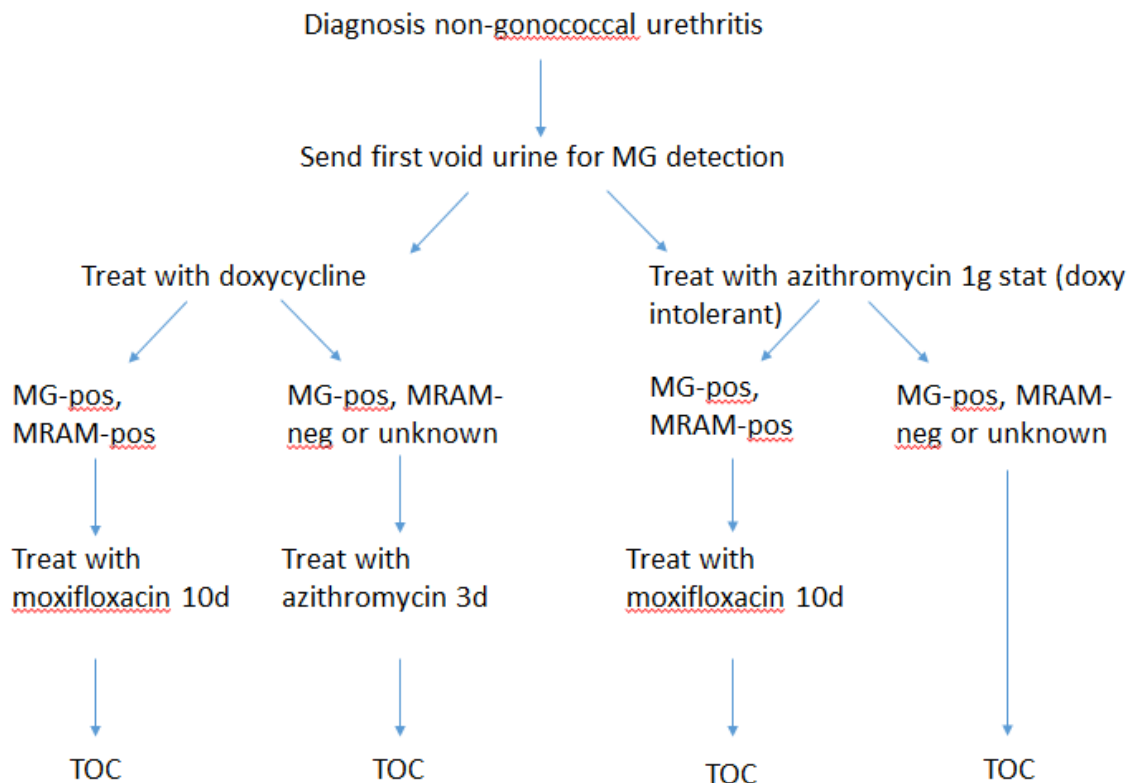 Diagnosis non-gonococcal urethritis
Send first void urine for MG detection
Treat with doxycycline
Treat with azithromycin 1g stat (doxy
intolerant)
MG-pos,
MRAM-pos
MG-pos, MRAM-
neg or unknown
MG-pos,
MRAM-pos
MG-pos, MRAM-
neg or unknown
Treat with
moxifloxacin 10d
Treat with
azithromycin 3d
Treat with
moxifloxacin 10d
TOC
TOC
TOC
TOC